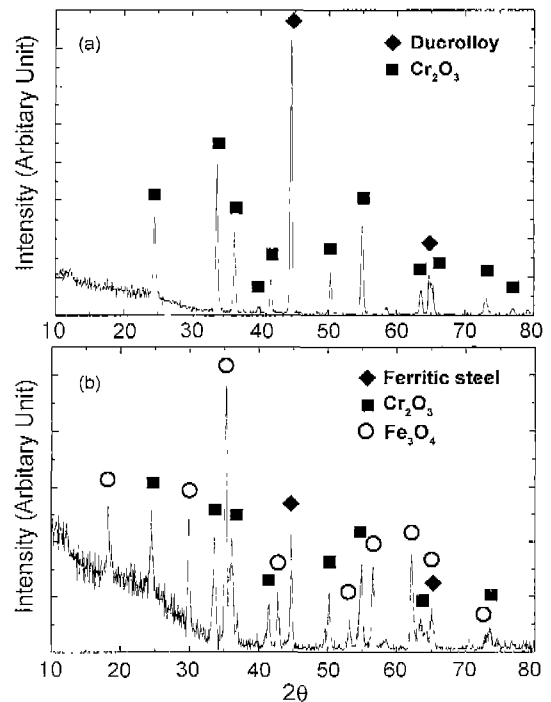 (a)
Ducrolloy
Cr₂O₃
Intensity (Arbitary Unit)
10 20 30 40 50 60 70 80
(b)
Ferritic steel
Cr₂O₃
Fe₃O₄
Intensity (Arbitary Unit)
10 20 30 40 50 60 70 80
2θ